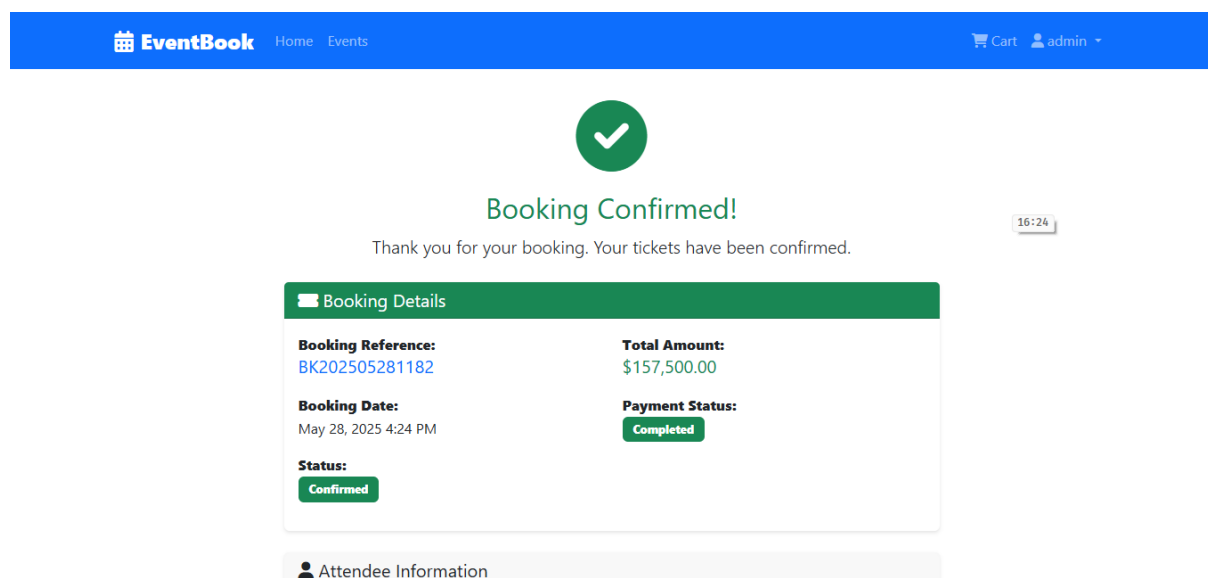 EventBook Home Events Cart admin
Booking Confirmed!
16:24
Thank you for your booking. Your tickets have been confirmed.
Booking Details
Booking Reference: Total Amount:
BK202505281182 $157,500.00
Booking Date: Payment Status:
May 28, 2025 4:24 PM Completed
Status:
Confirmed
Attendee Information